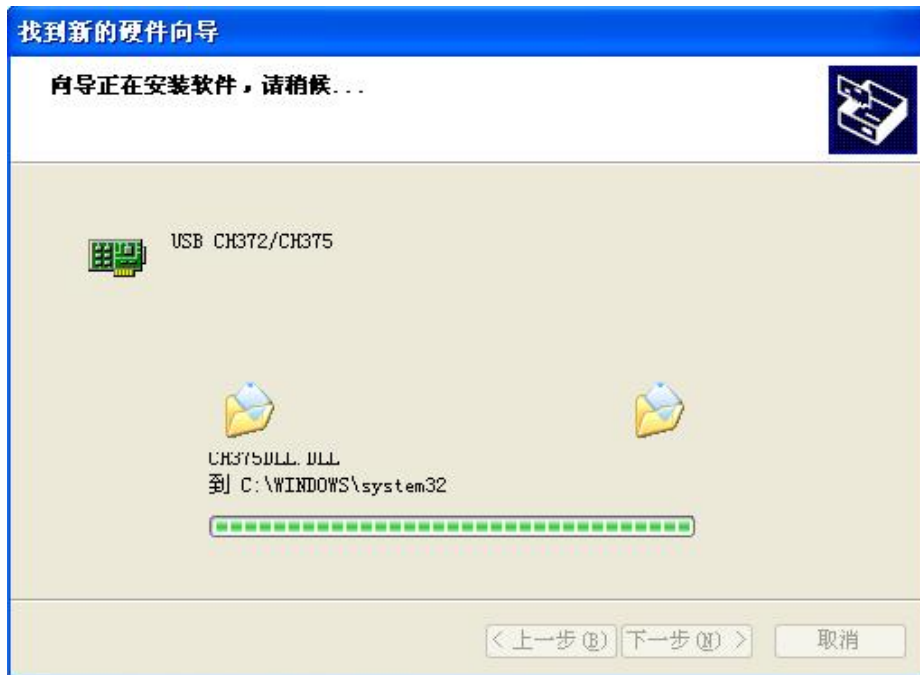 找到新的硬件向导
向导正在安装软件，请稍候...
USB CH372/CH375
CH375DLL.DLL
到 C:\WINDOWS\system32
< 上一步(B) 下一步(N) > 取消